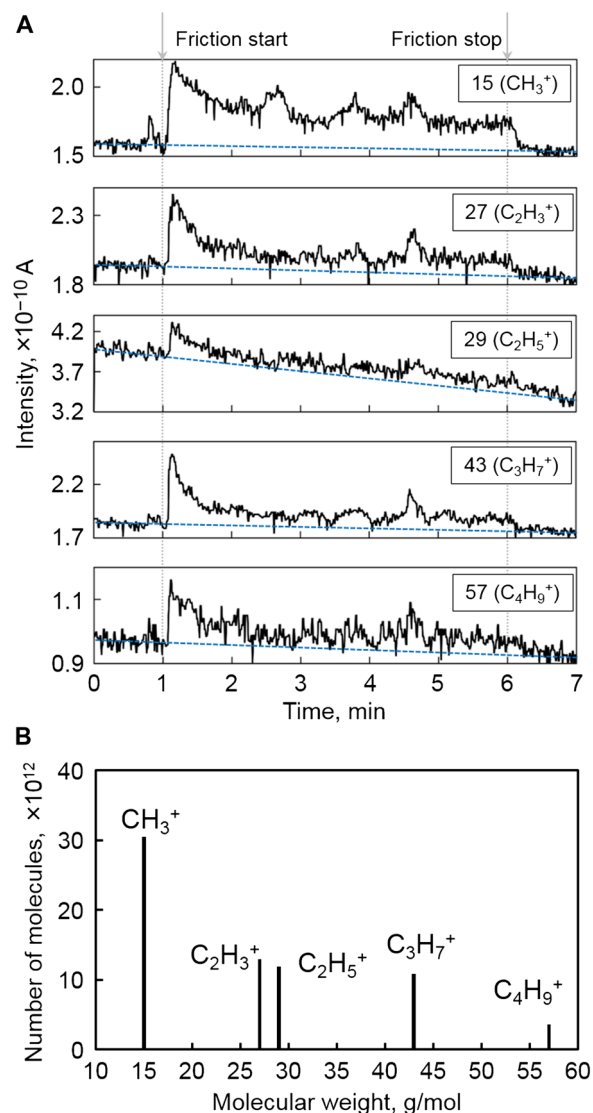 A
Friction start
Friction stop
2.0
1.5
15 (CH₃⁺)
2.3
1.8
27 (C₂H₃⁺)
4.2
3.7
3.2
29 (C₂H₅⁺)
2.2
1.7
43 (C₃H₇⁺)
1.1
0.9
57 (C₄H₉⁺)
Intensity, ×10⁻¹⁰ A
0 1 2 3 4 5 6 7
Time, min
B
40
30
20
10
0
Number of molecules, ×10¹²
CH₃⁺
C₂H₃⁺
C₂H₅⁺
C₃H₇⁺
C₄H₉⁺
10 15 20 25 30 35 40 45 50 55 60
Molecular weight, g/mol